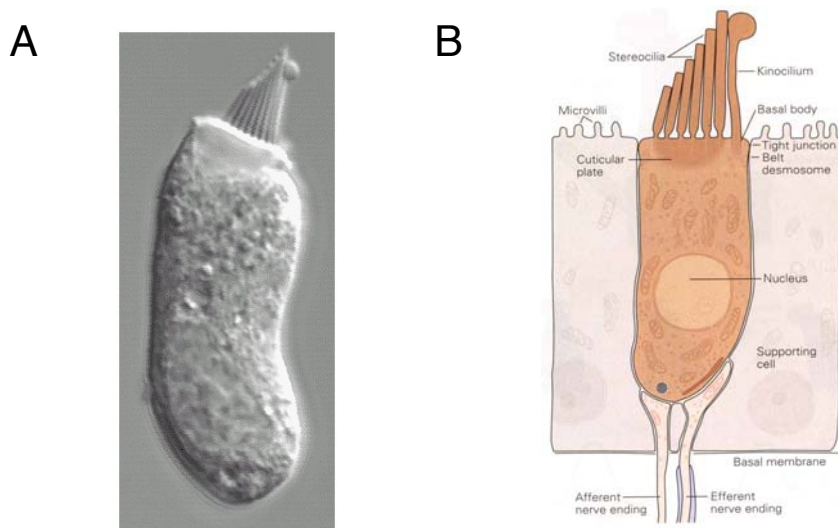 A
B
Stereocilia
Kinocilium
Microvilli
Basal body
Tight junction
Cuticular
plate
Belt
desmosome
Nucleus
Supporting
cell
Basal membrane
Afferent
nerve ending
Efferent
nerve ending